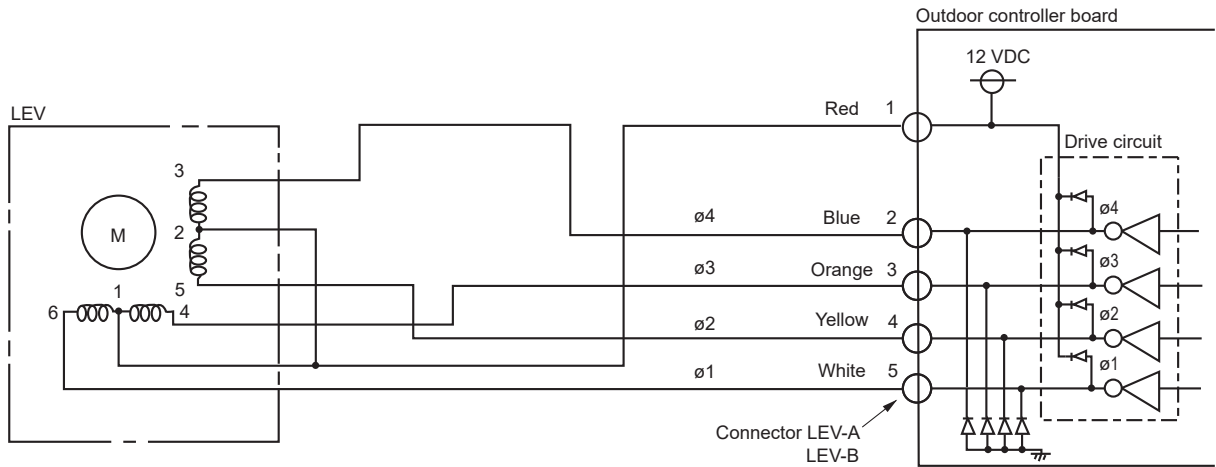 Outdoor controller board
12 VDC
LEV
Red 1
Drive circuit
3
ø4 Blue 2 ø4
M 2
ø3 Orange 3 ø3
5
1
6 4
ø2 Yellow 4 ø2
ø1 White 5 ø1
Connector LEV-A
LEV-B